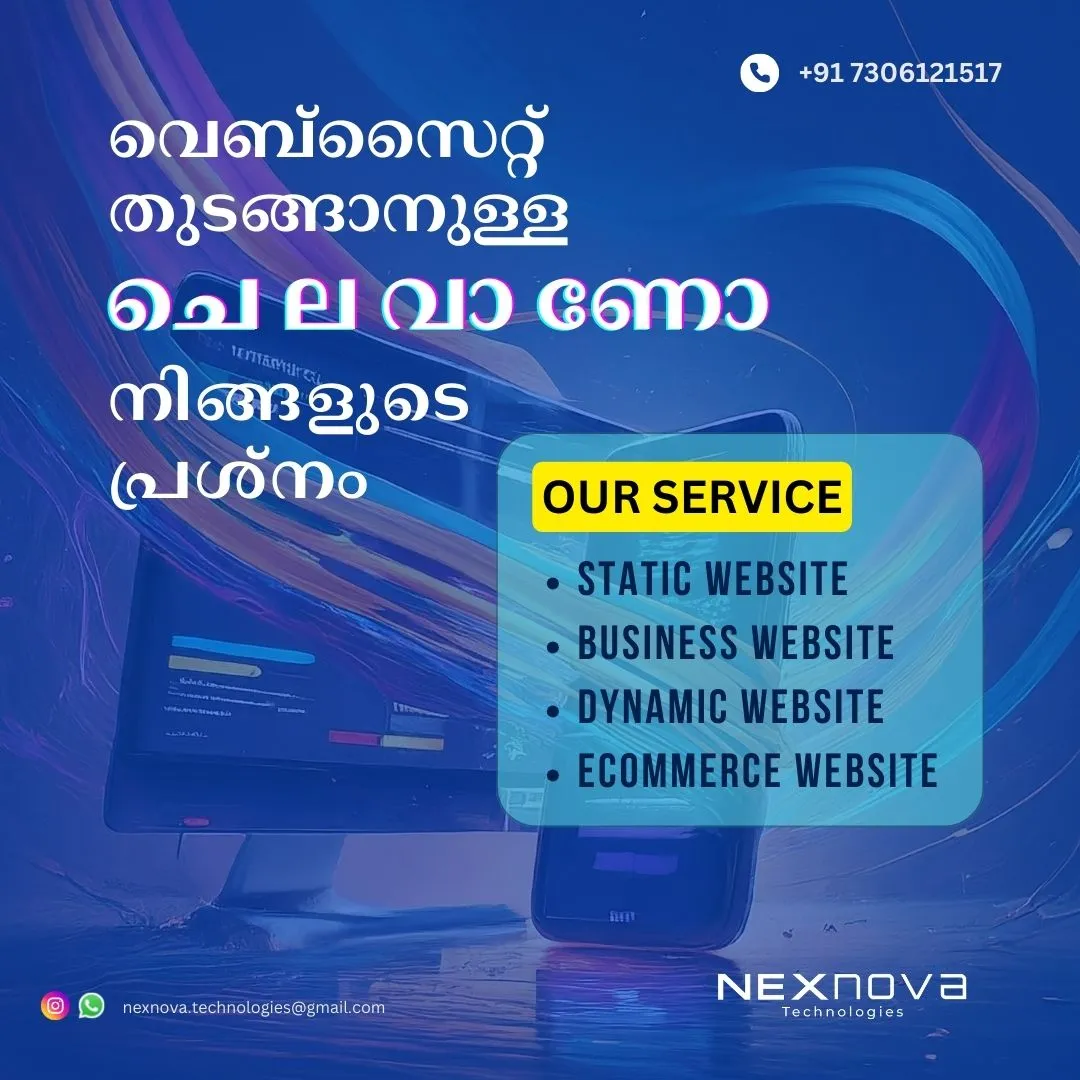 +91 7306121517
വെബ്സൈറ്റ്
തുടങ്ങാനുള്ള
ചെ ല വാ ണോ
നിങ്ങളുടെ
പ്രശ്നം
OUR SERVICE
• STATIC WEBSITE
• BUSINESS WEBSITE
• DYNAMIC WEBSITE
• ECOMMERCE WEBSITE
nexnova.technologies@gmail.com
NEXNOVA
Technologies